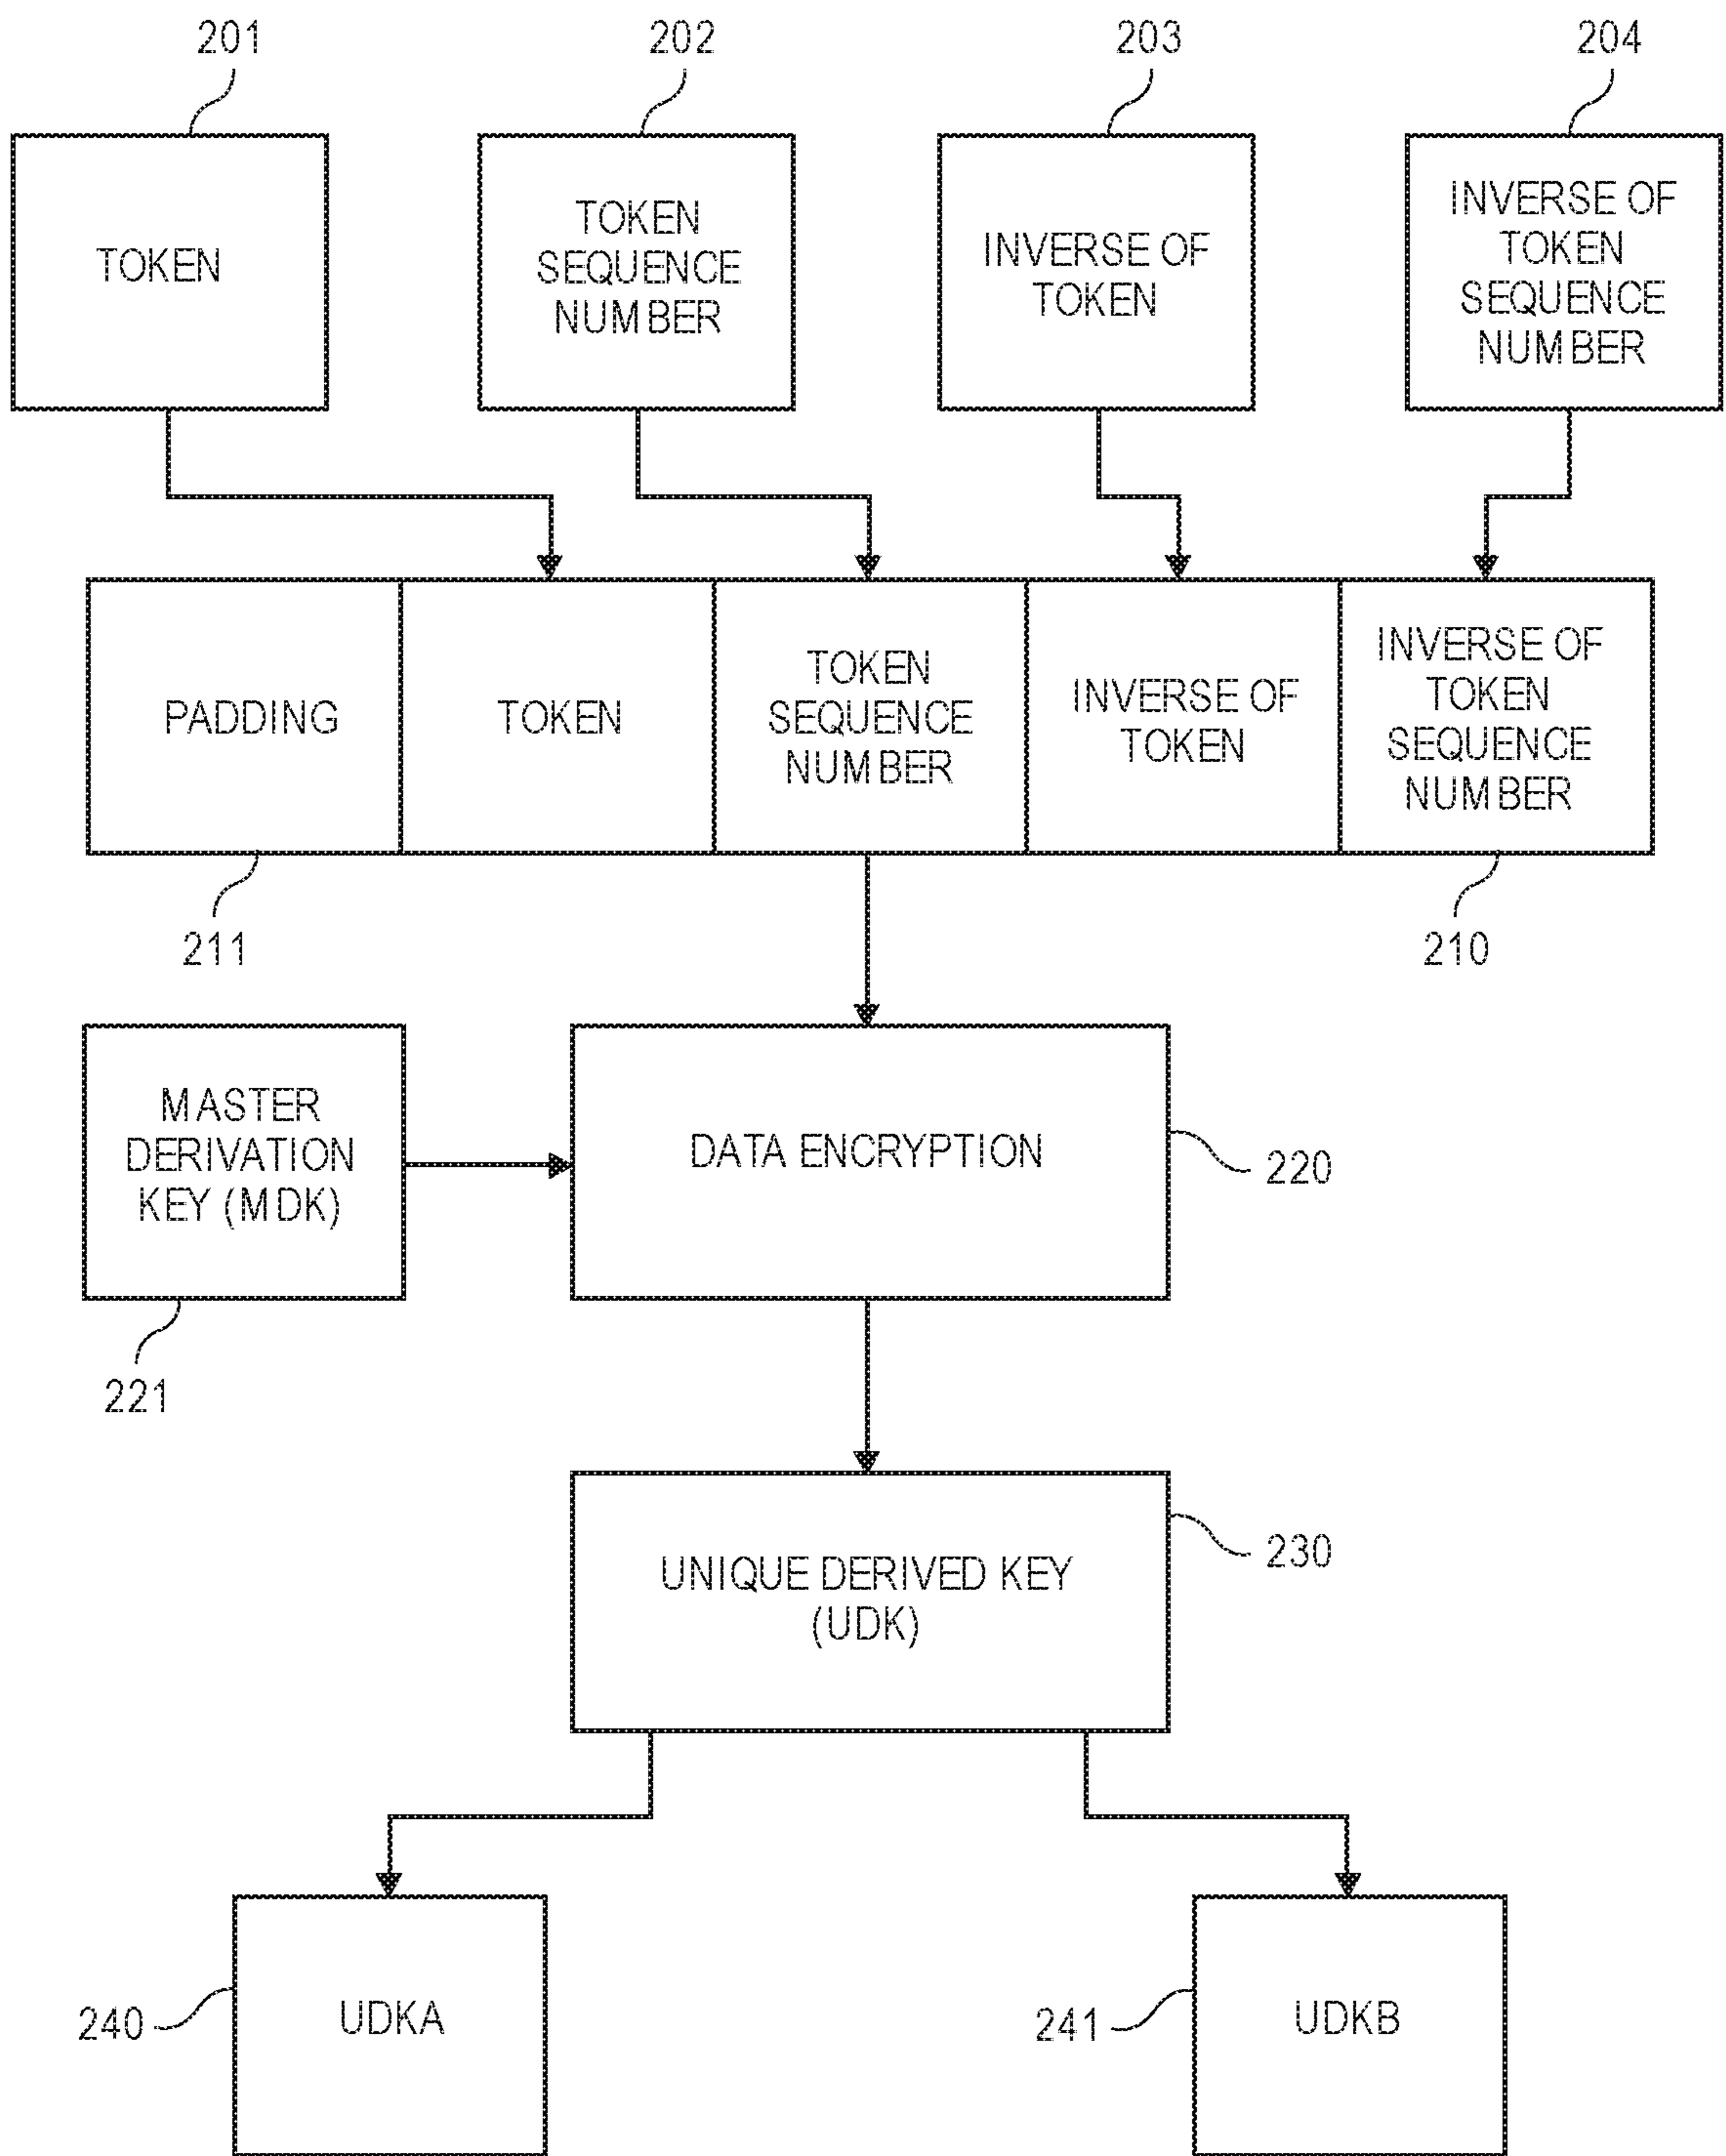 201
202
203
204
TOKEN
TOKEN
SEQUENCE
NUMBER
INVERSE OF
TOKEN
INVERSE OF
TOKEN
SEQUENCE
NUMBER
PADDING
TOKEN
TOKEN
SEQUENCE
NUMBER
INVERSE OF
TOKEN
INVERSE OF
TOKEN
SEQUENCE
NUMBER
211
210
MASTER
DERIVATION
KEY (MDK)
DATA ENCRYPTION
220
221
UNIQUE DERIVED KEY
(UDK)
230
240
UDKA
241
UDKB